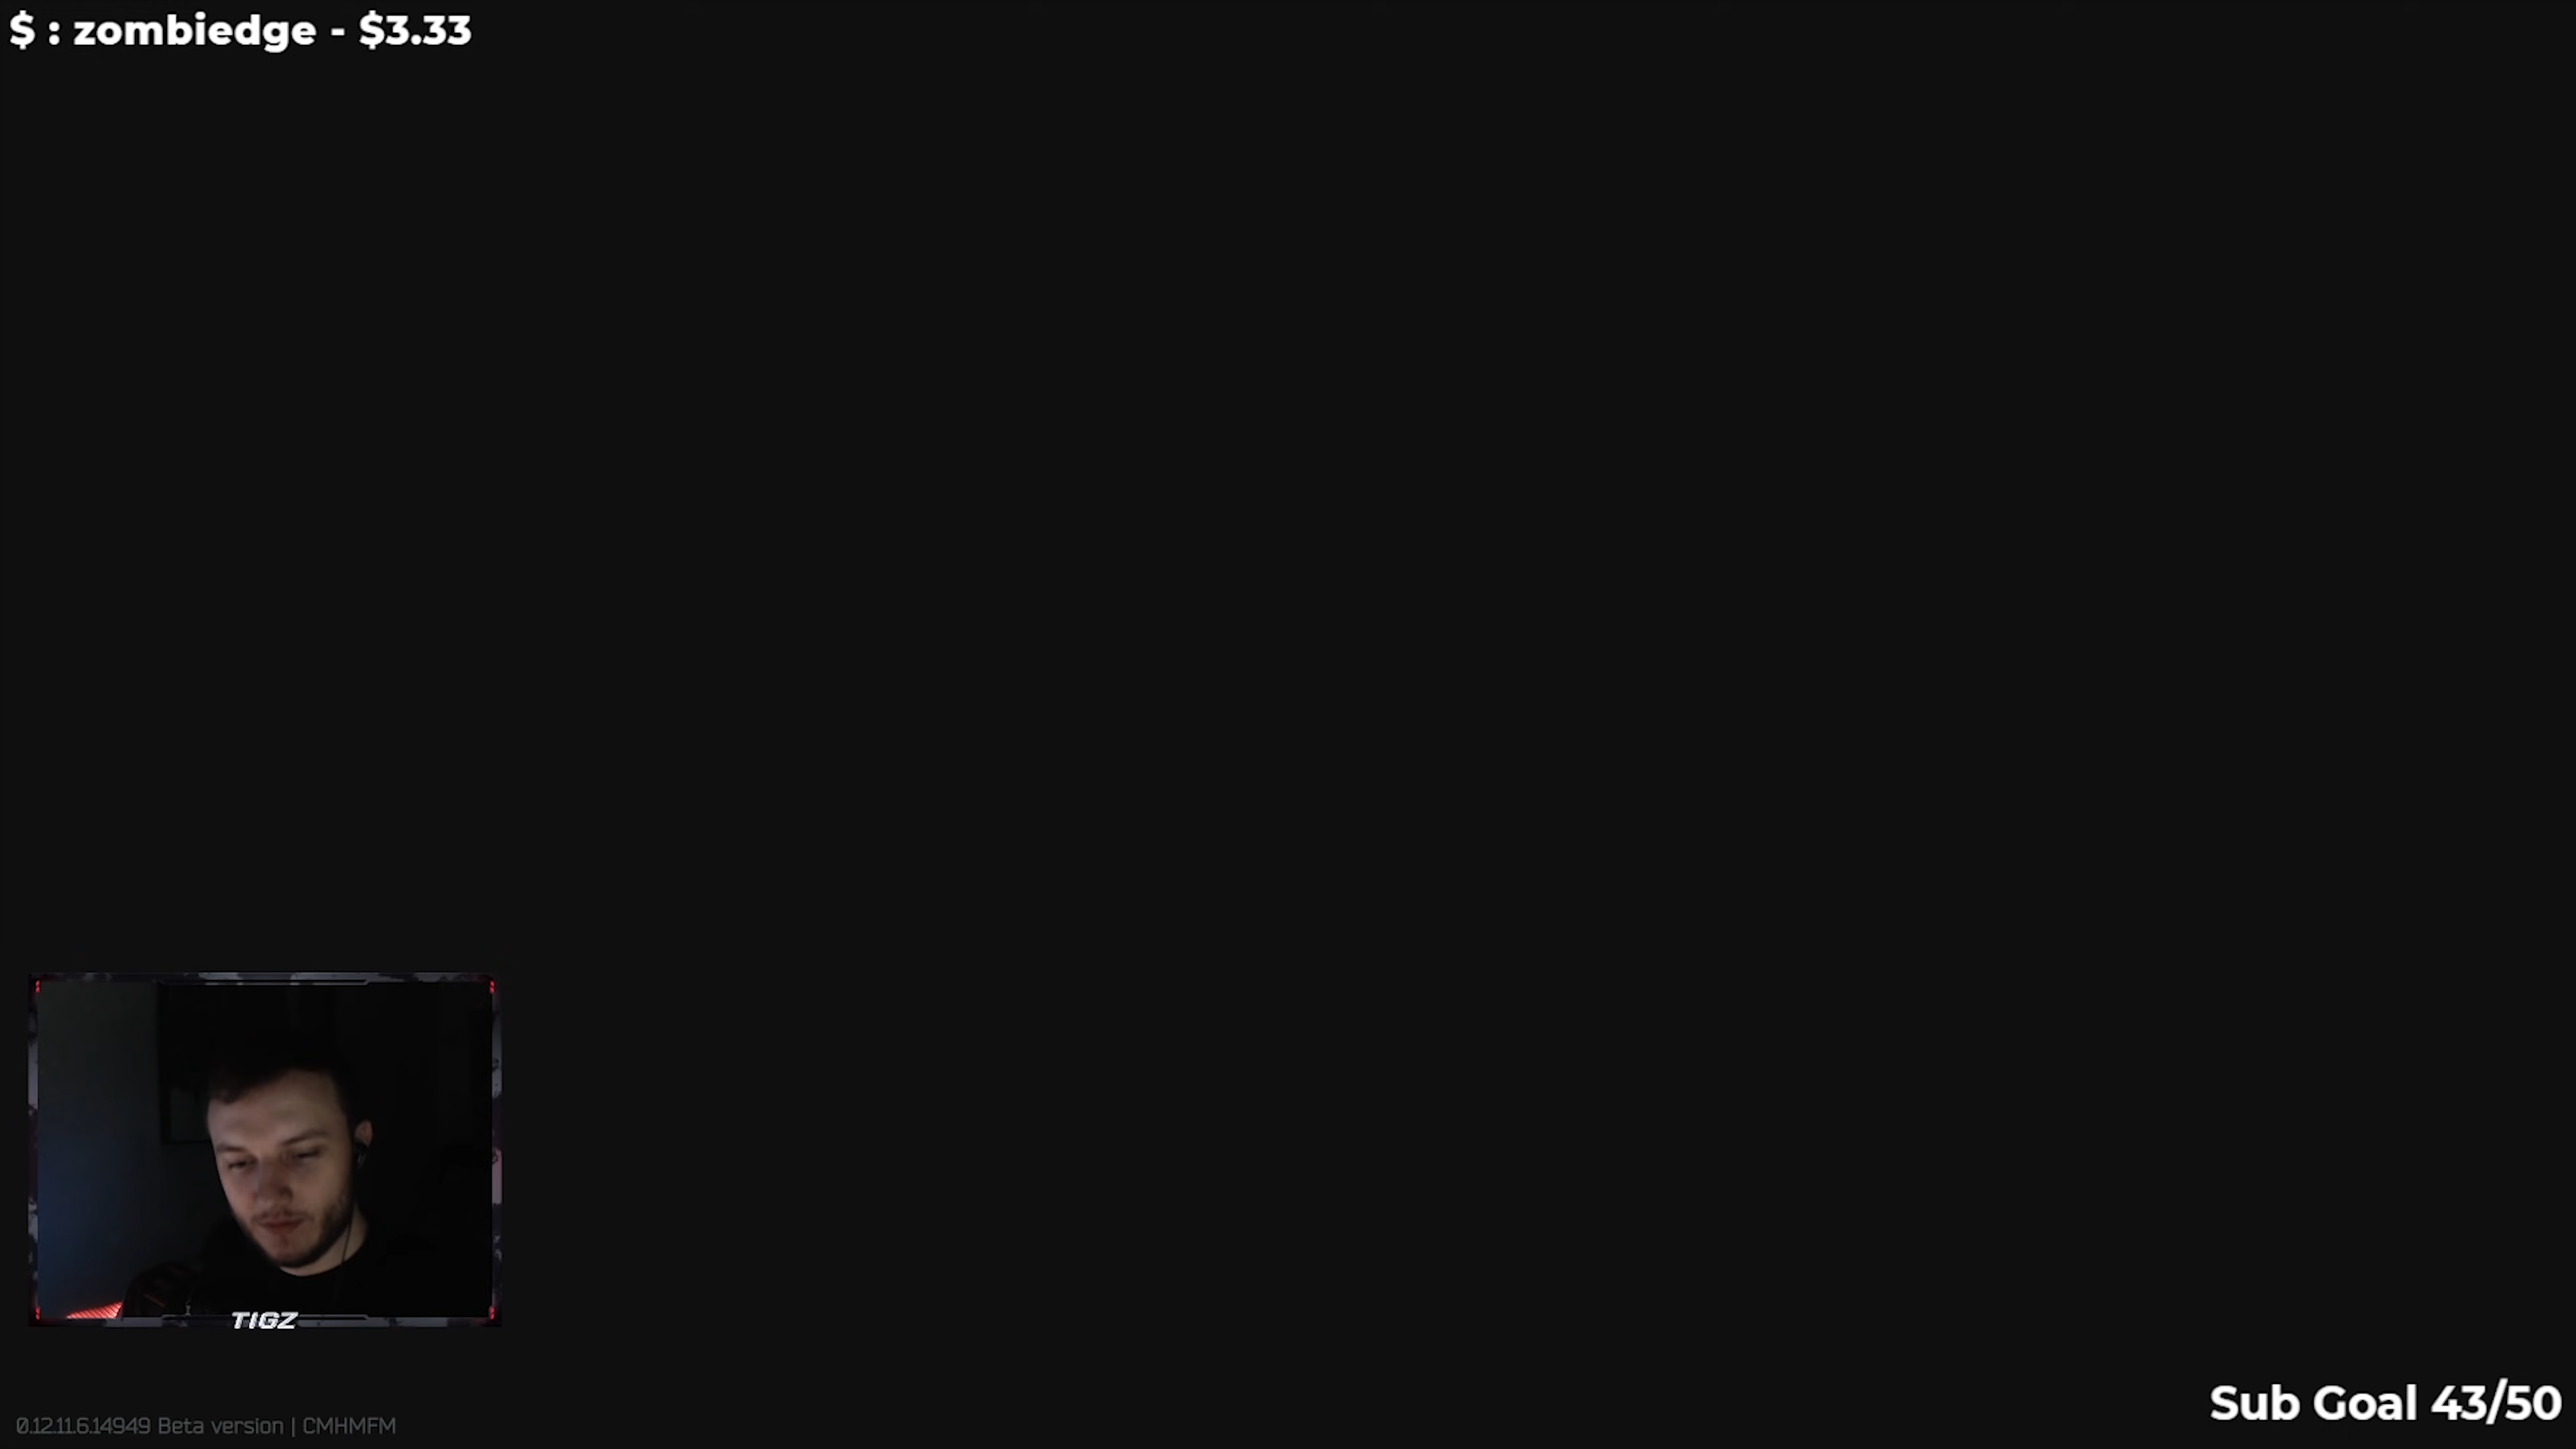 $ : zombiedge - $3.33
TIGZ
Sub Goal 43/50
0.12.11.6.14949 Beta version | CMHMFM